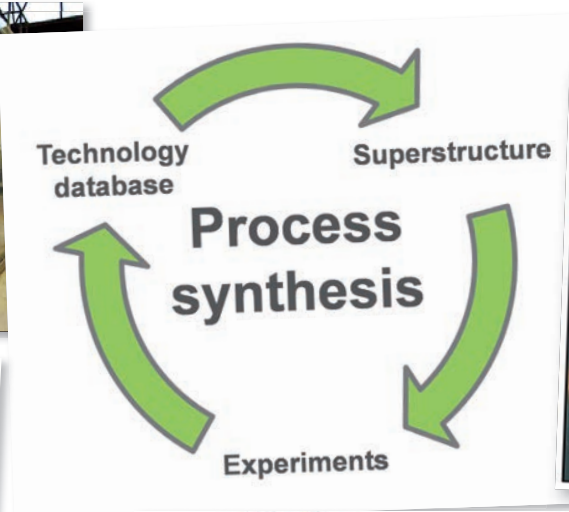 Technology
database
Superstructure
Process
synthesis
Experiments